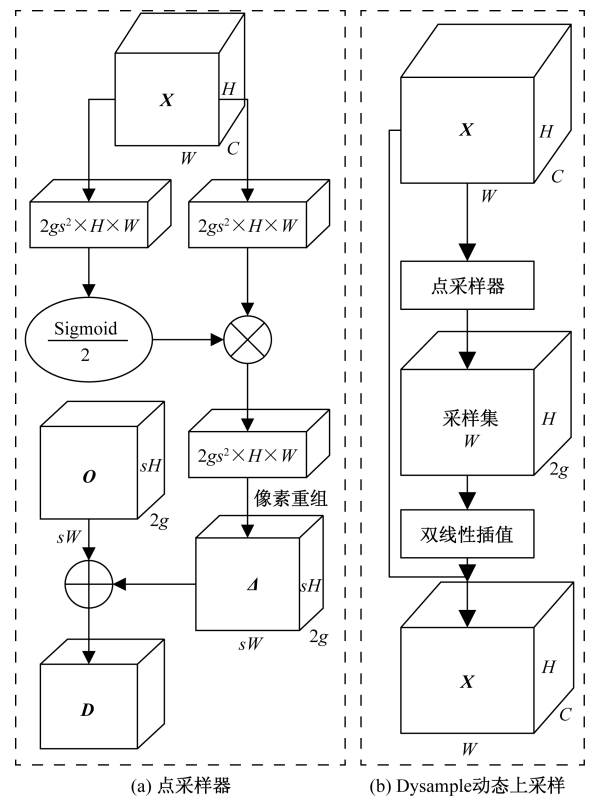 X
H
C
W
2gs²×H×W
2gs²×H×W
Sigmoid
2
2gs²×H×W
像素重组
O
sH
2g
sW
Δ
sH
2g
sW
D
(a) 点采样器
X
H
C
W
点采样器
采样集
W
H
2g
双线性插值
X
H
C
W
(b) Dysample动态上采样